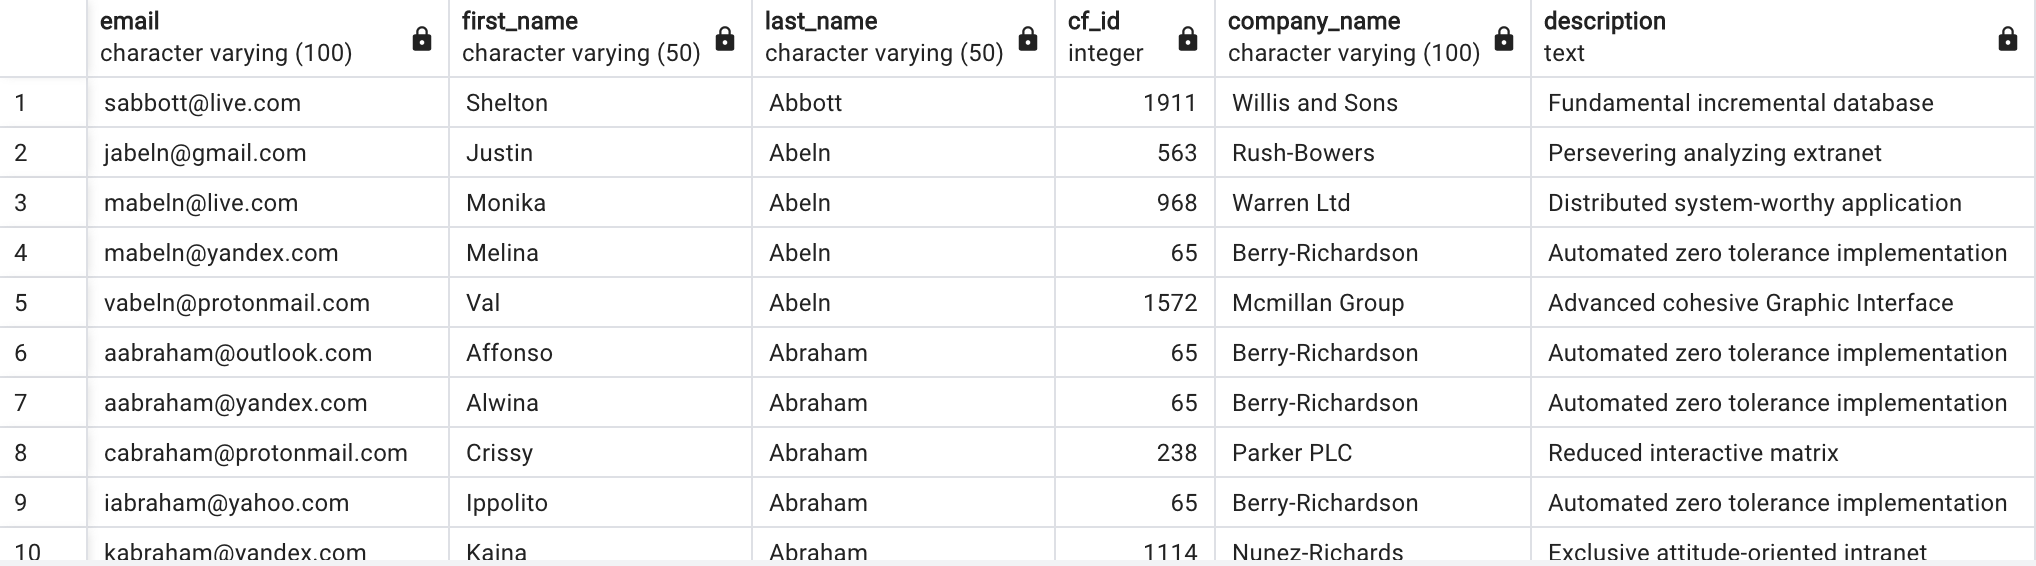 email first_name last_name cf_id company_name description
character varying (100) character varying (50) character varying (50) integer character varying (100) text
1 sabbott@live.com Shelton Abbott 1911 Willis and Sons Fundamental incremental database
2 jabeln@gmail.com Justin Abeln 563 Rush-Bowers Persevering analyzing extranet
3 mabeln@live.com Monika Abeln 968 Warren Ltd Distributed system-worthy application
4 mabeln@yandex.com Melina Abeln 65 Berry-Richardson Automated zero tolerance implementation
5 vabeln@protonmail.com Val Abeln 1572 Mcmillan Group Advanced cohesive Graphic Interface
6 aabraham@outlook.com Affonso Abraham 65 Berry-Richardson Automated zero tolerance implementation
7 aabraham@yandex.com Alwina Abraham 65 Berry-Richardson Automated zero tolerance implementation
8 cabraham@protonmail.com Crissy Abraham 238 Parker PLC Reduced interactive matrix
9 iabraham@yahoo.com Ippolito Abraham 65 Berry-Richardson Automated zero tolerance implementation
10 kabraham@yandex.com Kaina Abraham 1114 Nunez-Richards Exclusive attitude-oriented intranet